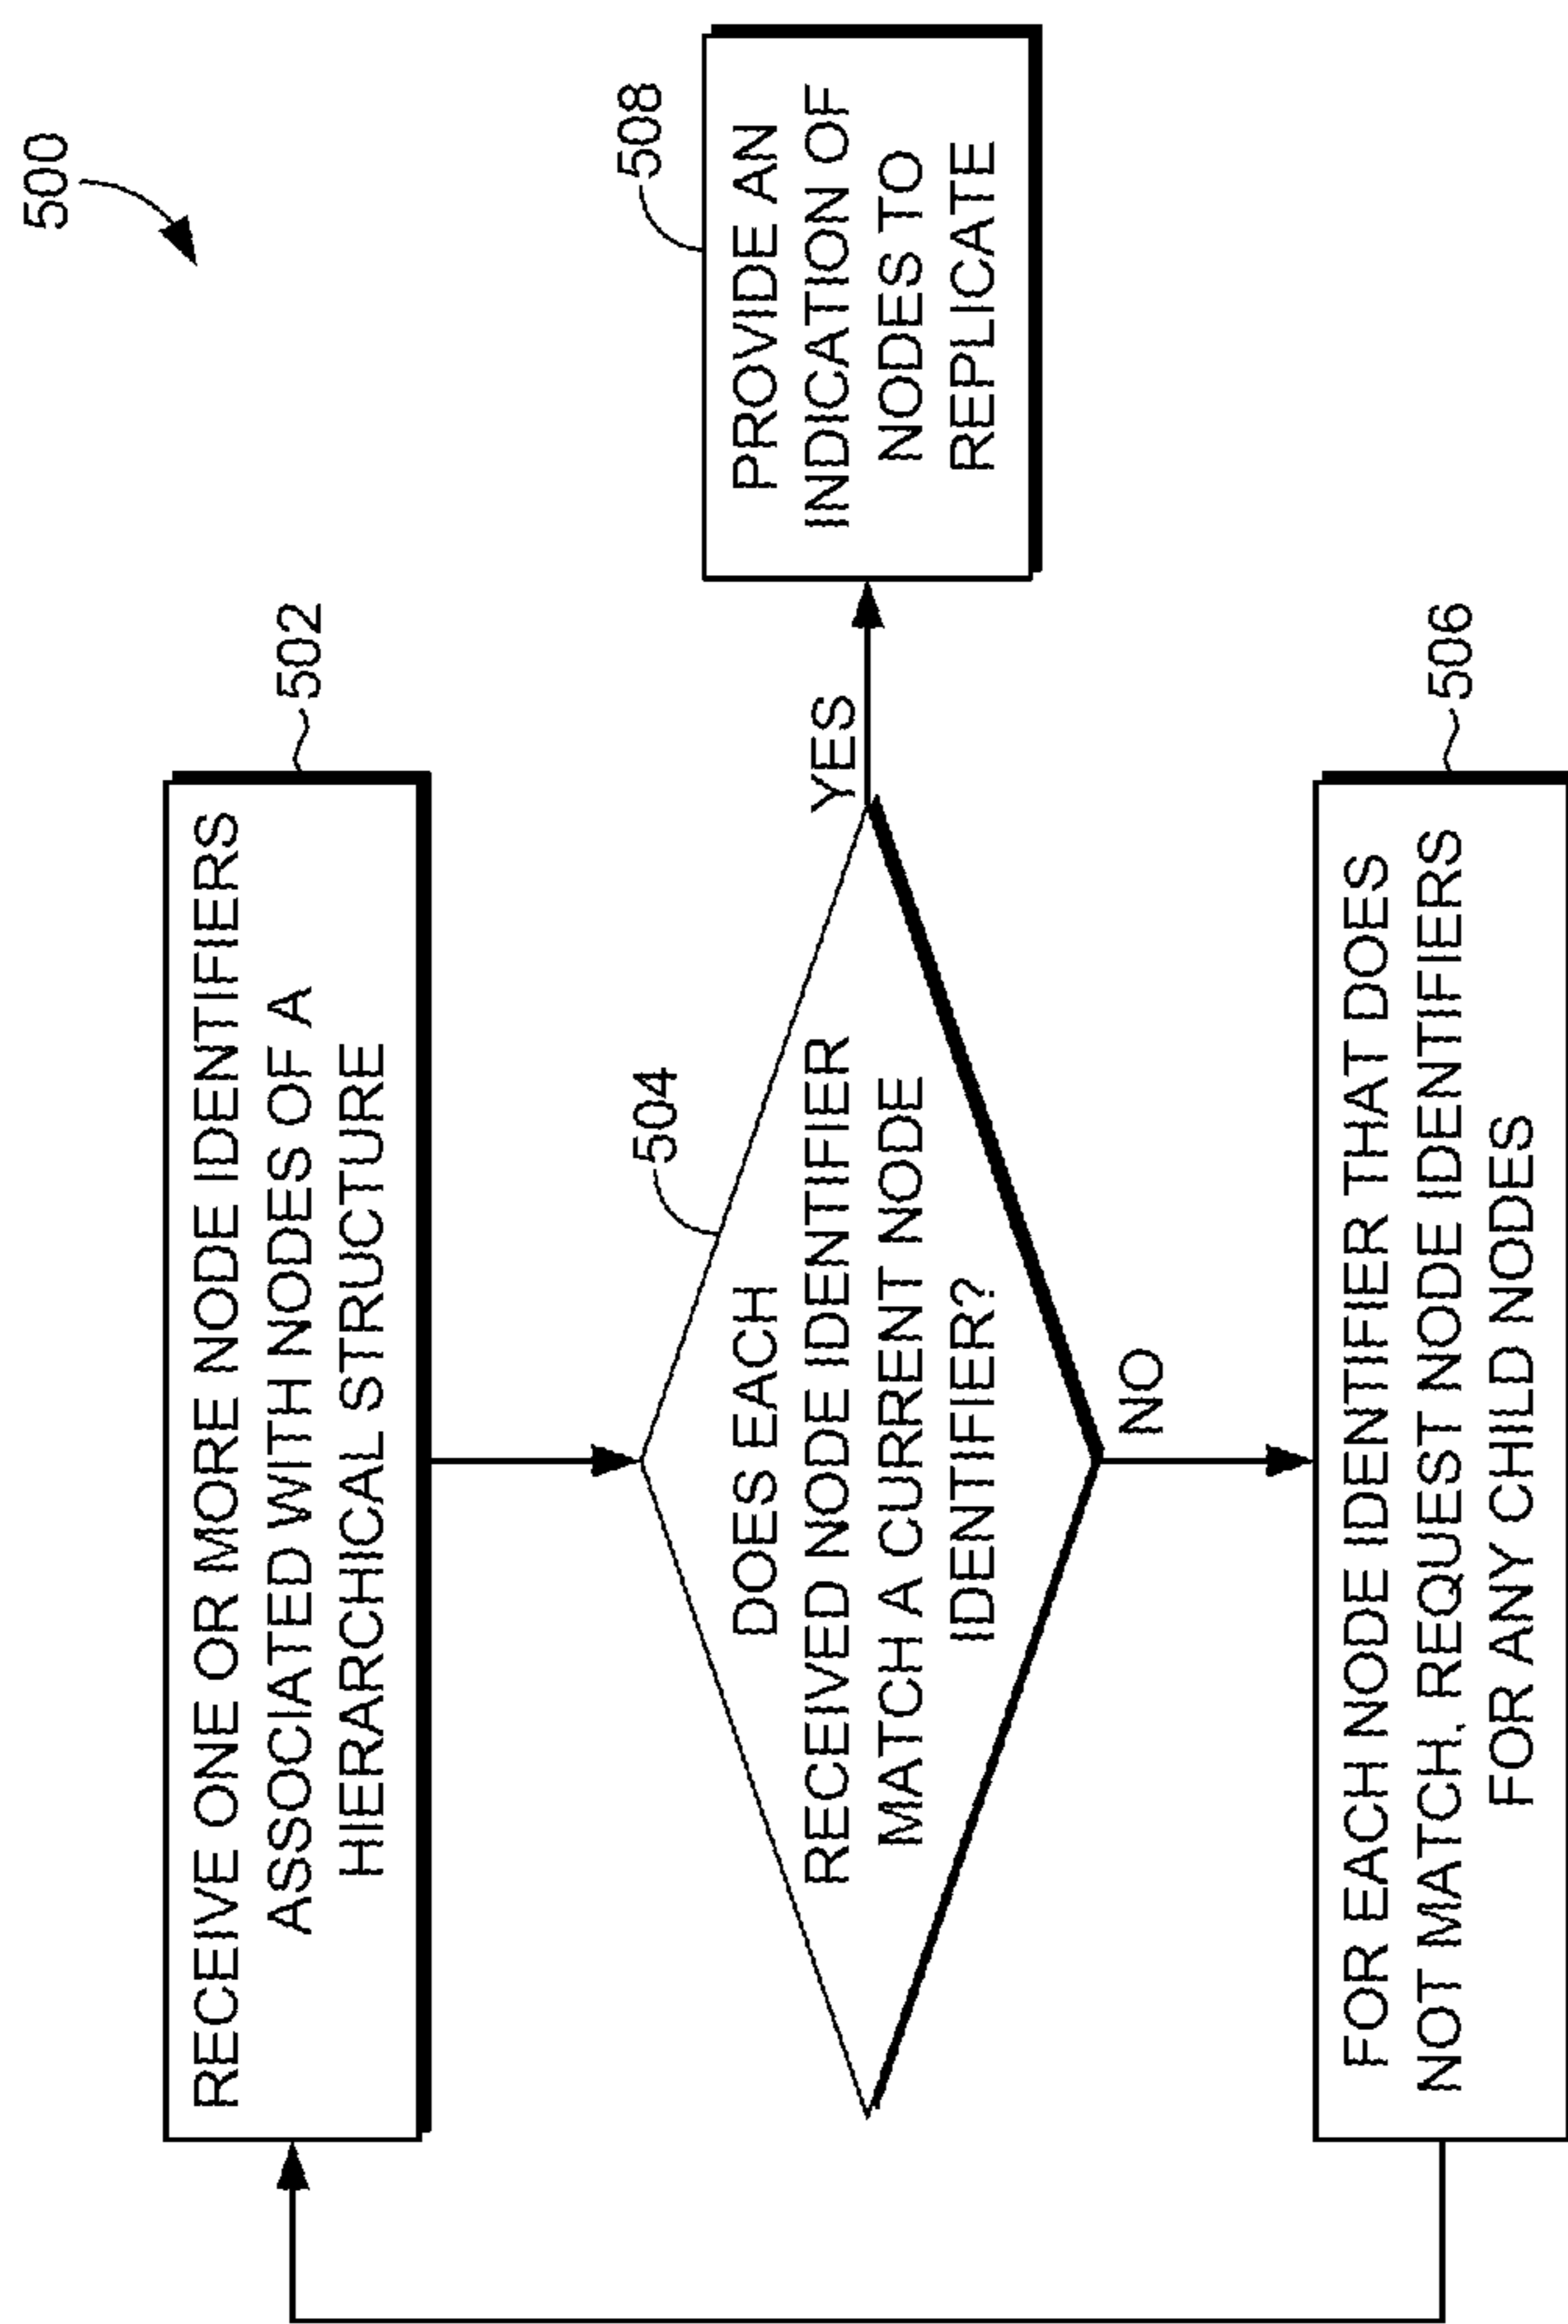 500
RECEIVE ONE OR MORE NODE IDENTIFIERS
ASSOCIATED WITH NODES OF A
HIERARCHICAL STRUCTURE
502
504
DOES EACH
RECEIVED NODE IDENTIFIER
MATCH A CURRENT NODE
IDENTIFIER?
YES
508
PROVIDE AN
INDICATION OF
NODES TO
REPLICATE
NO
FOR EACH NODE IDENTIFIER THAT DOES
NOT MATCH, REQUEST NODE IDENTIFIERS
FOR ANY CHILD NODES
506